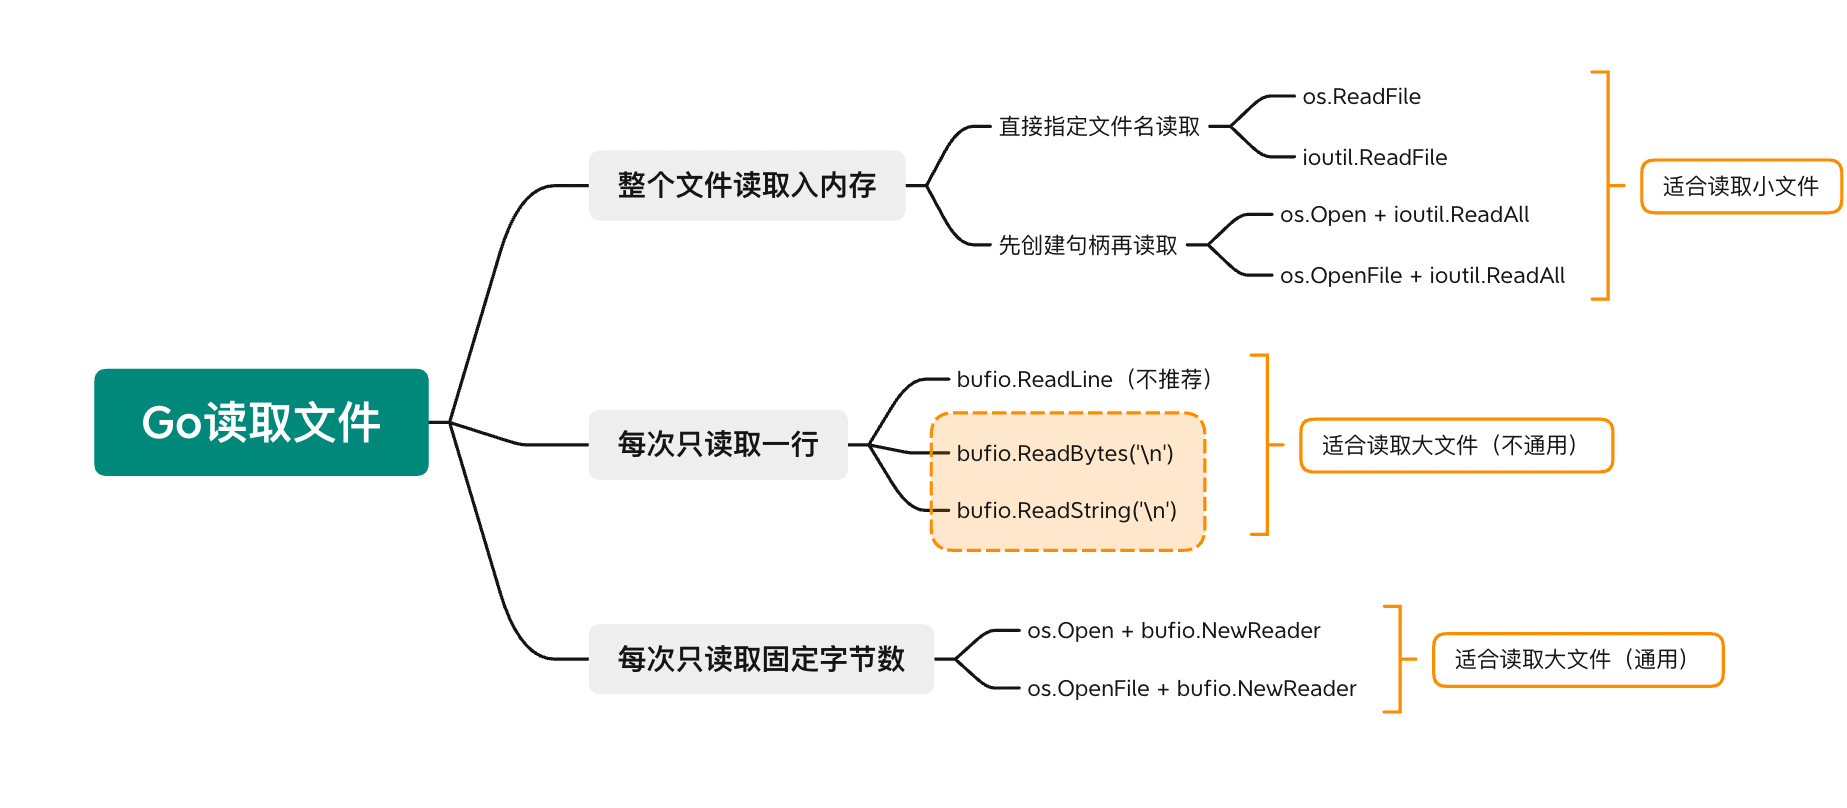 Go读取文件
整个文件读取入内存
直接指定文件名读取
os.ReadFile
ioutil.ReadFile
先创建句柄再读取
os.Open + ioutil.ReadAll
os.OpenFile + ioutil.ReadAll
适合读取小文件
每次只读取一行
bufio.ReadLine（不推荐）
bufio.ReadBytes('\n')
bufio.ReadString('\n')
适合读取大文件（不通用）
每次只读取固定字节数
os.Open + bufio.NewReader
os.OpenFile + bufio.NewReader
适合读取大文件（通用）